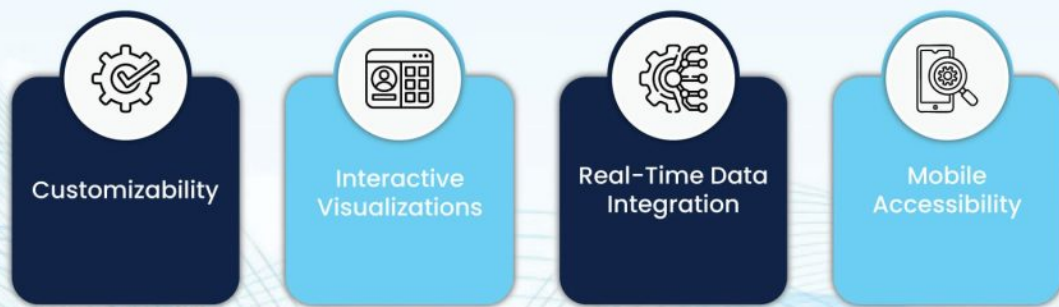 Customizability
Interactive
Visualizations
Real-Time Data
Integration
Mobile
Accessibility